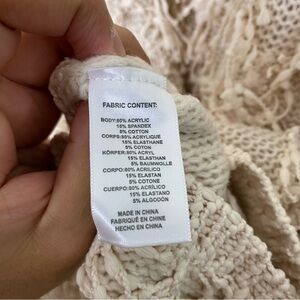 FABRIC CONTENT:
BODY:80% ACRYLIC
15% SPANDEX
5% COTTON
CORPS:80% ACRYLIQUE
15% ELASTHANE
5% COTON
KÖRPER:80% ACRYL
15% ELASTHAN
5% BAUMWOLLE
CORPO:80% ACRILICO
15% ELASTAN
5% COTONE
CUERPO:80% ACRÍLICO
15% ELASTANO
5% ALGODÓN
MADE IN CHINA
FABRIQUÉ EN CHINE
HECHO EN CHINA